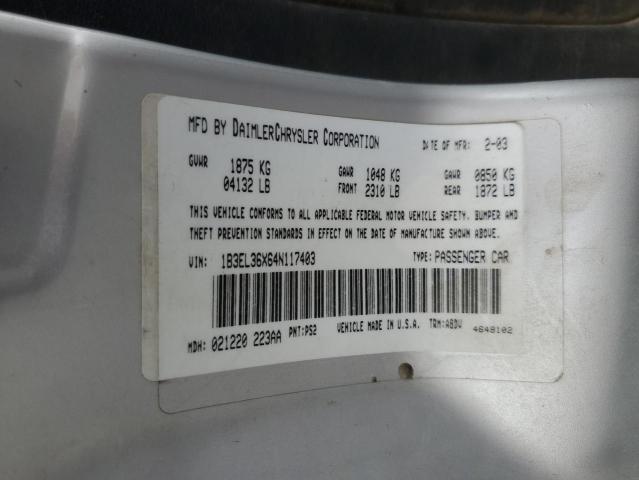 MFD BY DAIMLERCHRYSLER CORPORATION DATE OF MFR: 2-03
GVWR 1875 KG GAWR 1048 KG GAWR 0850 KG
04132 LB FRONT 2310 LB REAR 1872 LB
THIS VEHICLE CONFORMS TO ALL APPLICABLE FEDERAL MOTOR VEHICLE SAFETY, BUMPER AND
THEFT PREVENTION STANDARDS IN EFFECT ON THE DATE OF MANUFACTURE SHOWN ABOVE.
VIN: 1B3EL36X64N117403 TYPE: PASSENGER CAR
MDH: 021220 223AA PNT:PS2 VEHICLE MADE IN U.S.A. TRM:A8DV 4649102